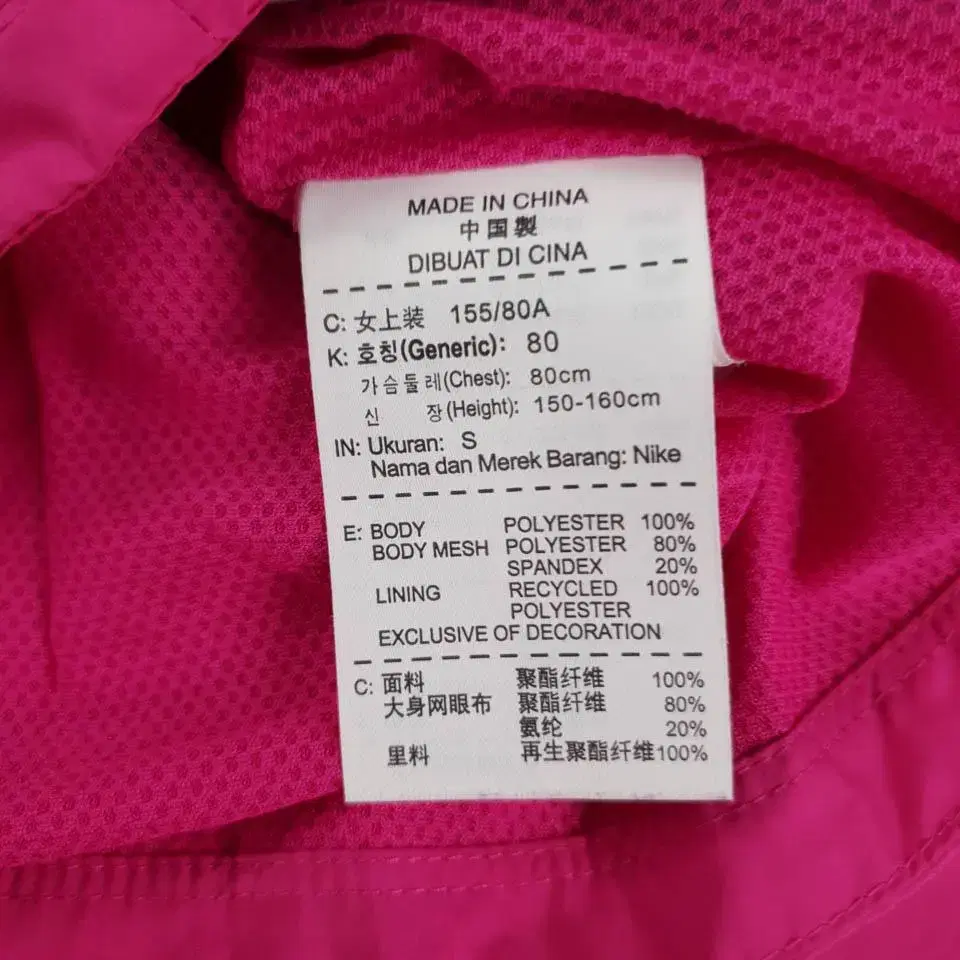 MADE IN CHINA
中国製
DIBUAT DI CINA
C: 女上装 155/80A
K: 호칭(Generic): 80
가슴둘레(Chest): 80cm
신 장(Height): 150-160cm
IN: Ukuran: S
Nama dan Merek Barang: Nike
E: BODY POLYESTER 100%
BODY MESH POLYESTER 80%
SPANDEX 20%
LINING RECYCLED 100%
POLYESTER
EXCLUSIVE OF DECORATION
C: 面料 聚酯纤维 100%
大身网眼布 聚酯纤维 80%
氨纶 20%
里料 再生聚酯纤维100%